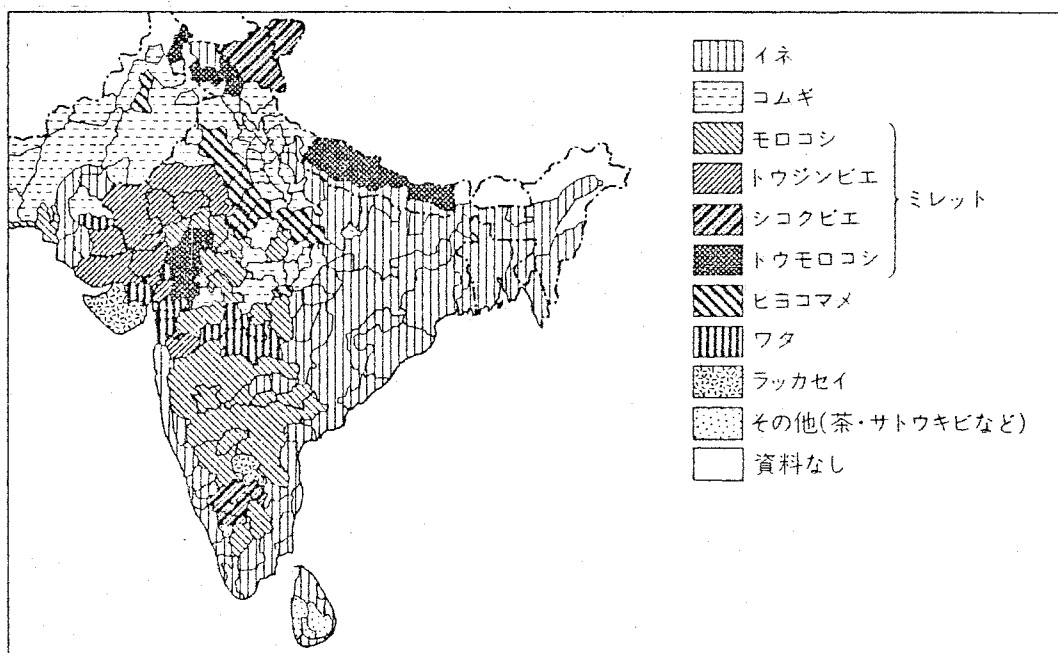 イネ
コムギ
モロコシ
トウジンビエ
シコクビエ
トウモロコシ
ミレット
ヒヨコマメ
ワタ
ラッカセイ
その他(茶・サトウキビなど)
資料なし